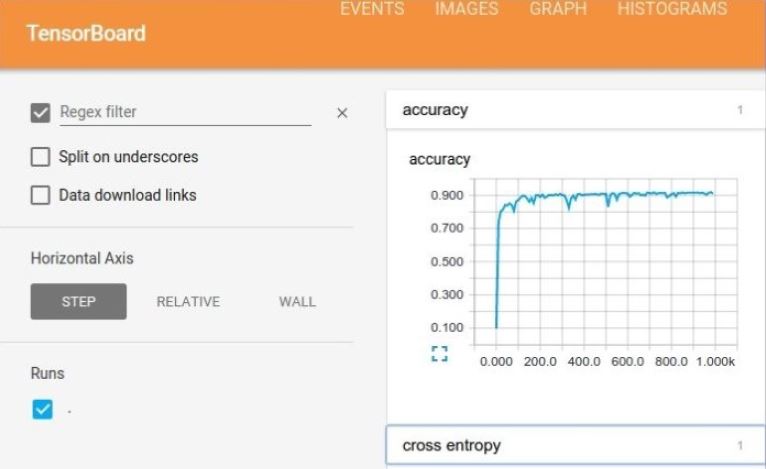 EVENTS IMAGES GRAPH HISTOGRAMS
TensorBoard
Regex filter
Split on underscores
Data download links
Horizontal Axis
STEP RELATIVE WALL
Runs
.
accuracy 1
accuracy
0.900
0.700
0.500
0.300
0.100
0.000 200.0 400.0 600.0 800.0 1.000k
cross entropy 1